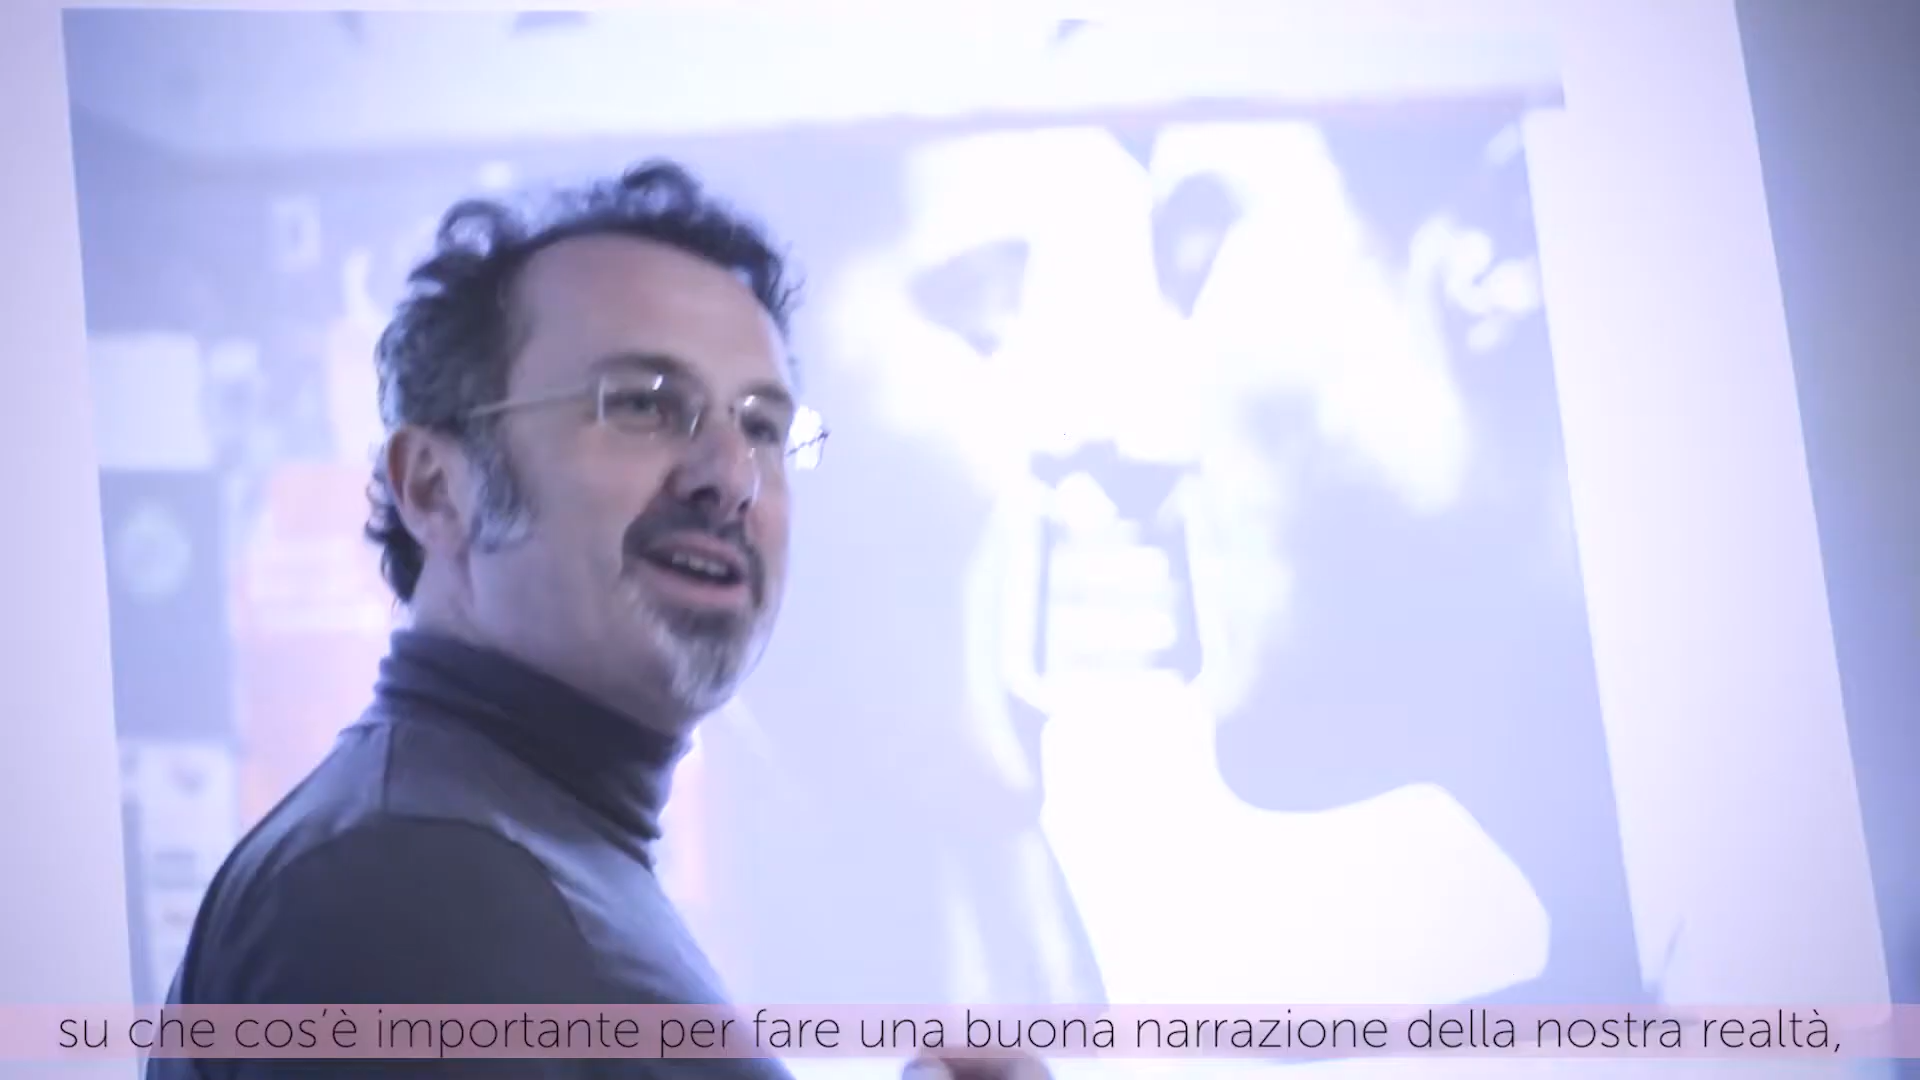 su che cos'è importante per fare una buona narrazione della nostra realtà,